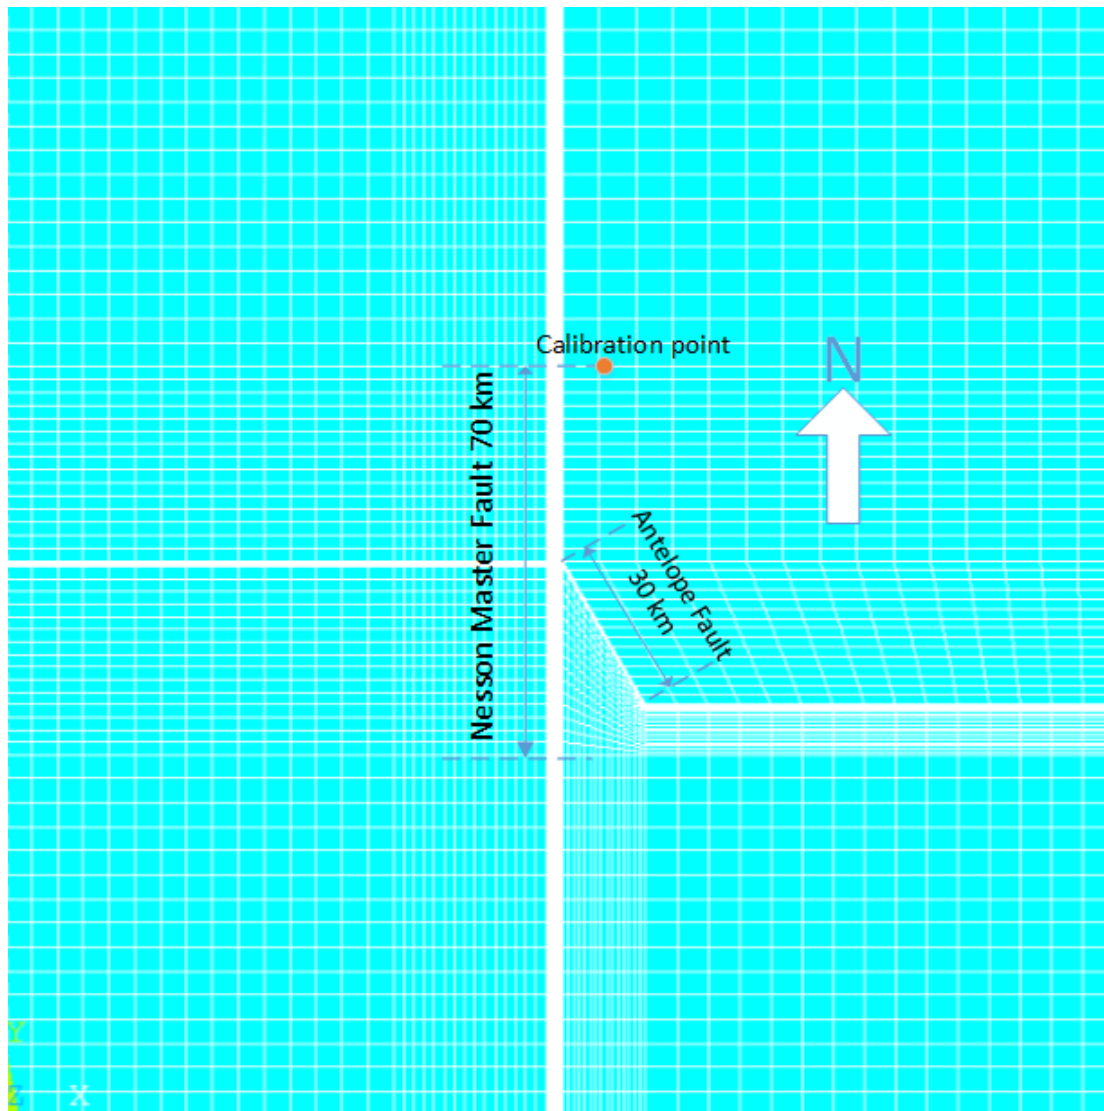 Calibration point
N
Nesson Master Fault 70 km
Antelope Fault
30 km
Y
Z
X